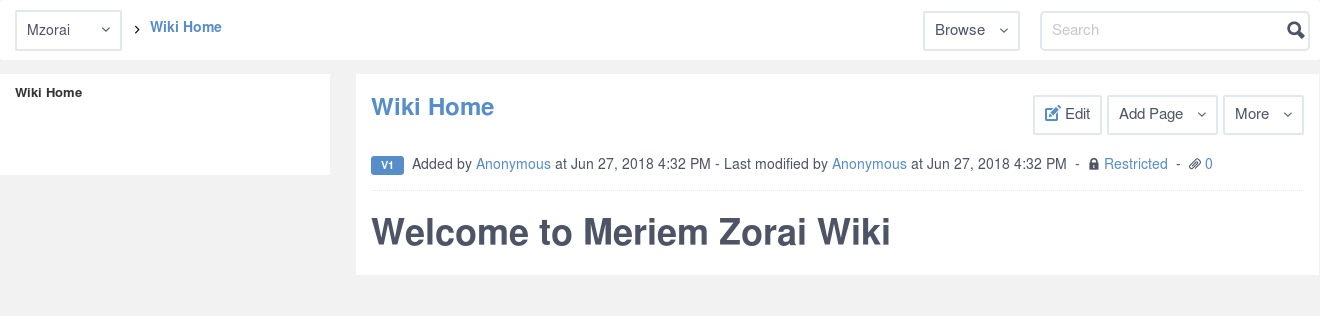 Mzorai Wiki Home Browse Search
Wiki Home
Wiki Home Edit Add Page More
V1 Added by Anonymous at Jun 27, 2018 4:32 PM - Last modified by Anonymous at Jun 27, 2018 4:32 PM - Restricted - 0
Welcome to Meriem Zorai Wiki